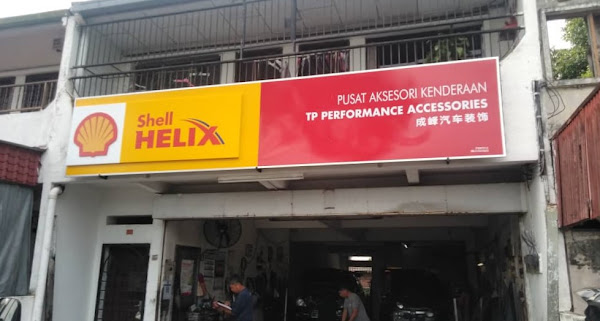 Shell
HELIX
PUSAT AKSESORI KENDERAAN
TP PERFORMANCE ACCESSORIES
成峰汽车装饰